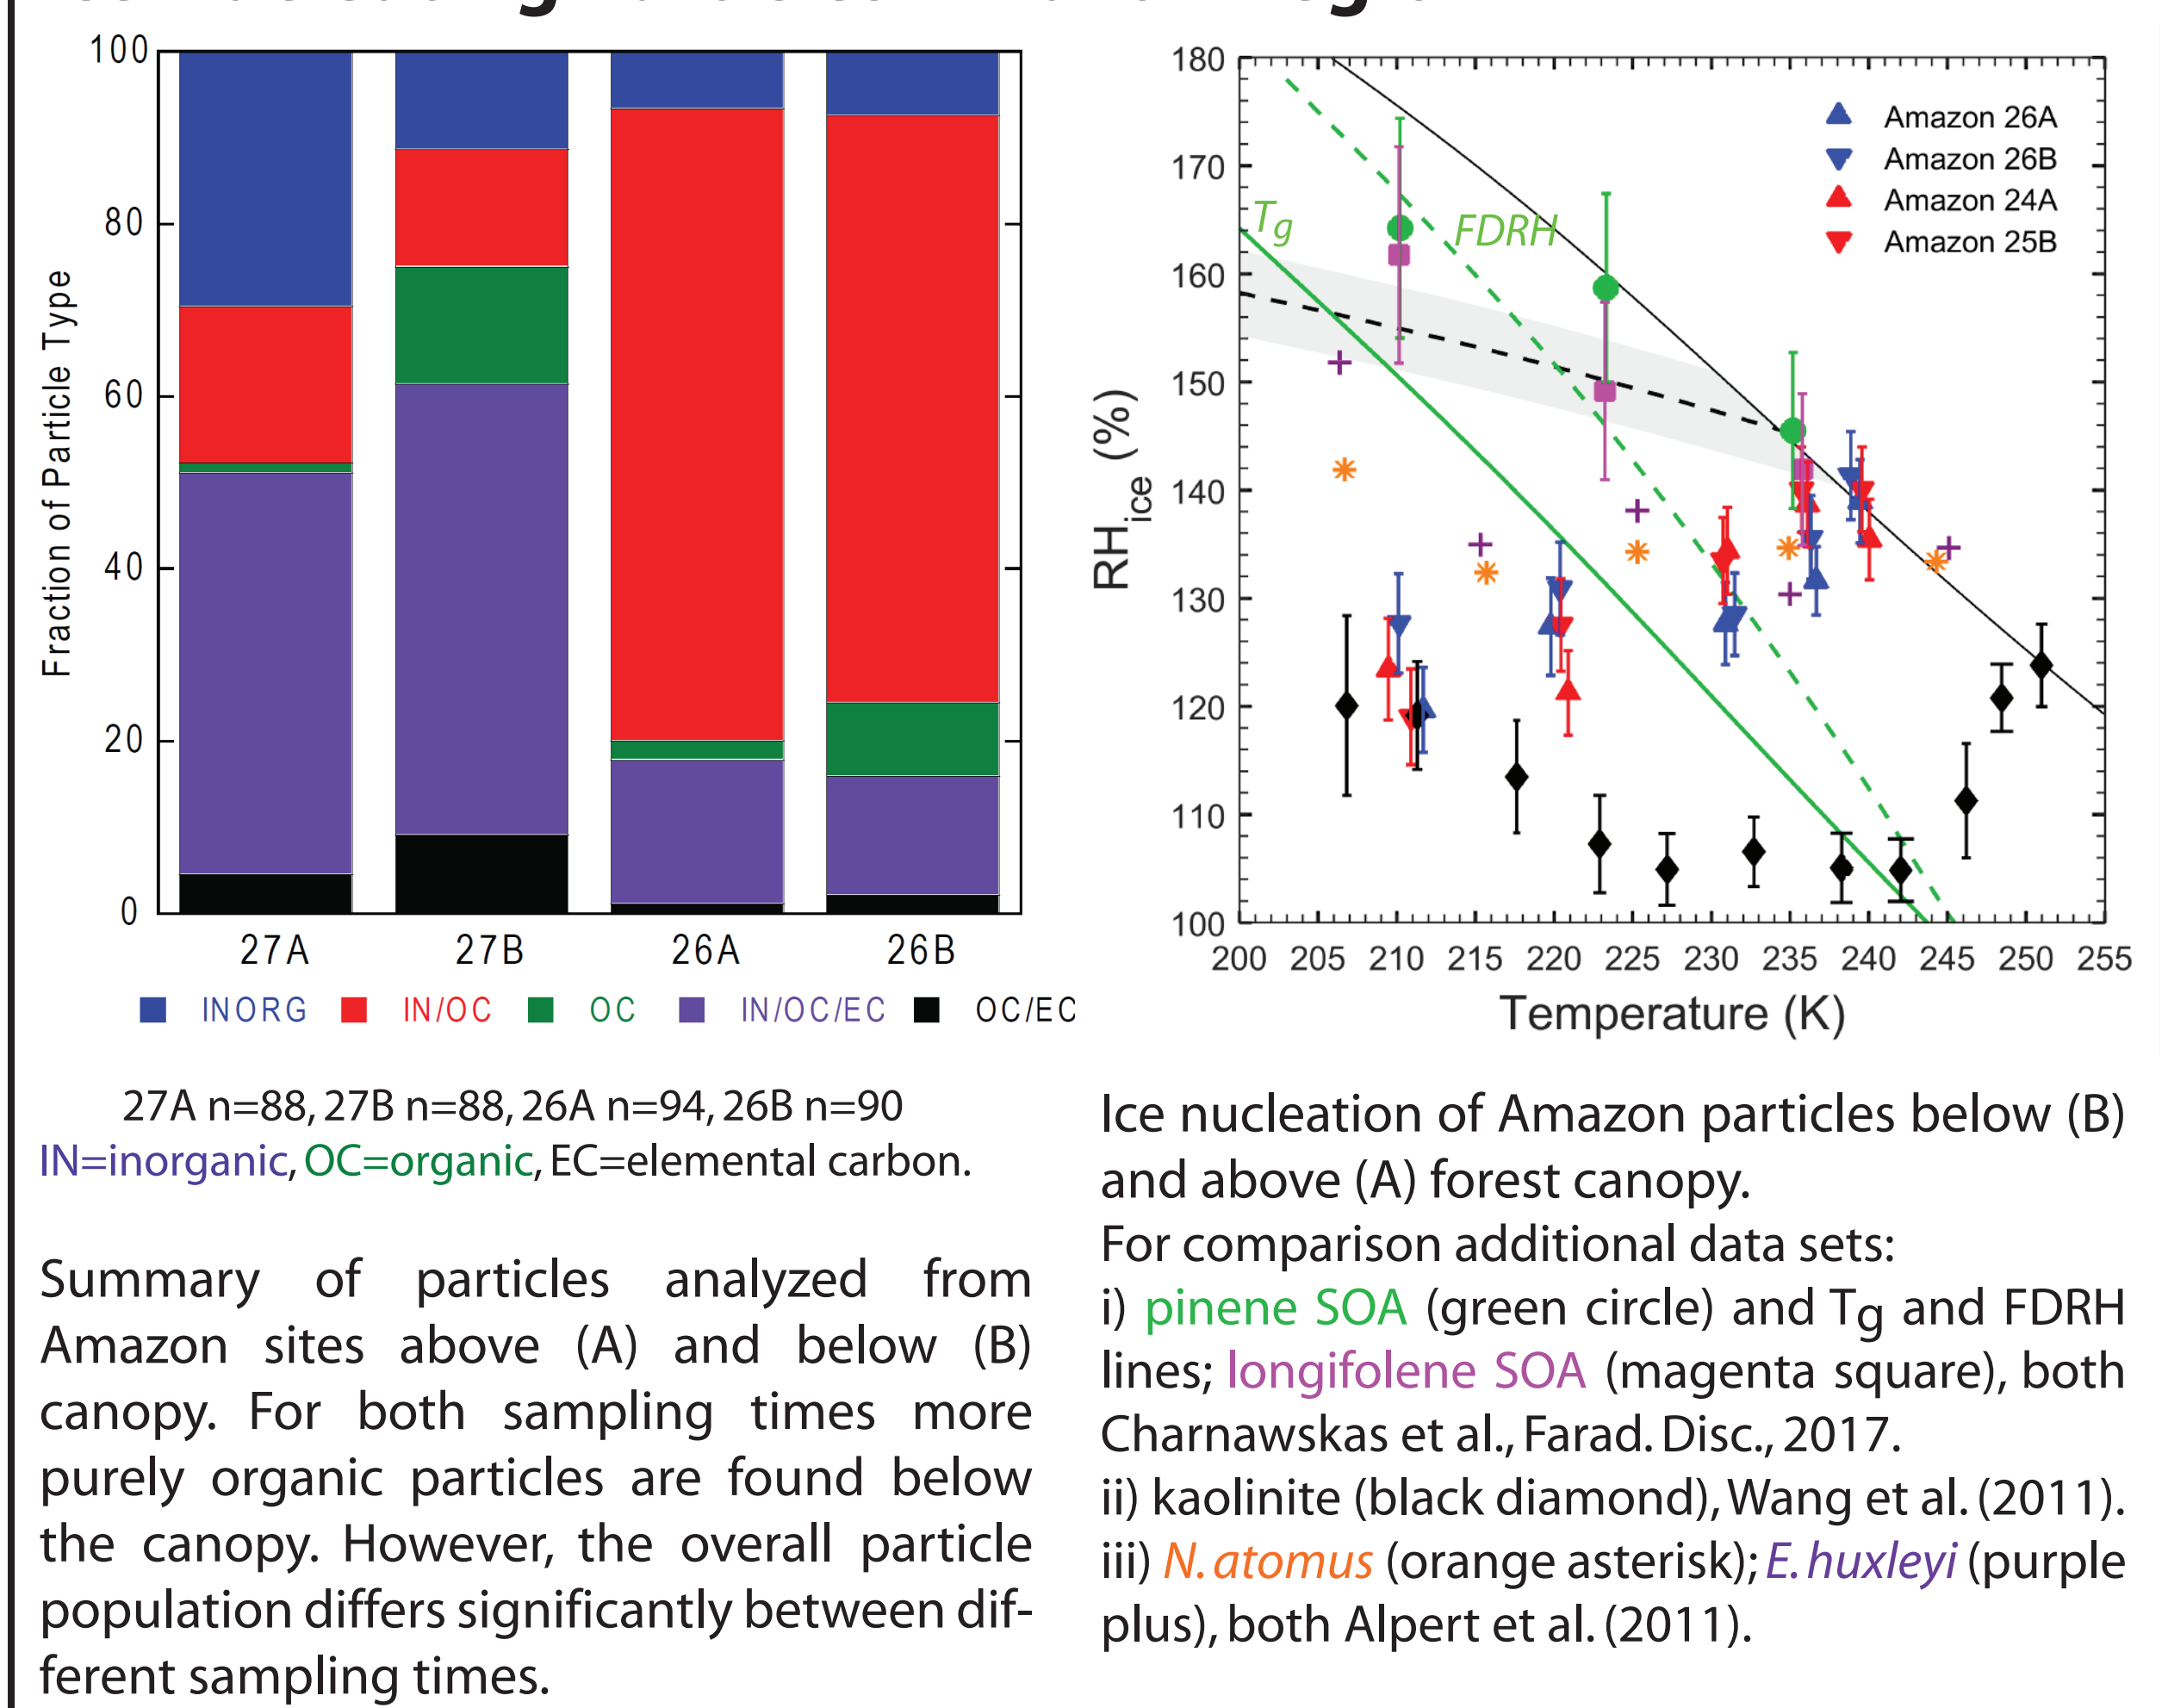 100
80
60
40
20
0
Fraction of Particle Type
27A 27B 26A 26B
INORG IN/OC OC IN/OC/EC OC/EC
27A n=88, 27B n=88, 26A n=94, 26B n=90
IN=inorganic, OC=organic, EC=elemental carbon.
Summary of particles analyzed from
Amazon sites above (A) and below (B)
canopy. For both sampling times more
purely organic particles are found below
the canopy. However, the overall particle
population differs significantly between dif-
ferent sampling times.
180
170
160
150
140
130
120
110
100
RHice (%)
Tg
FDRH
Amazon 26A
Amazon 26B
Amazon 24A
Amazon 25B
200 205 210 215 220 225 230 235 240 245 250 255
Temperature (K)
Ice nucleation of Amazon particles below (B)
and above (A) forest canopy.
For comparison additional data sets:
i) pinene SOA (green circle) and Tg and FDRH
lines; longifolene SOA (magenta square), both
Charnawskas et al., Farad. Disc., 2017.
ii) kaolinite (black diamond), Wang et al. (2011).
iii) N. atomus (orange asterisk); E. huxleyi (purple
plus), both Alpert et al. (2011).